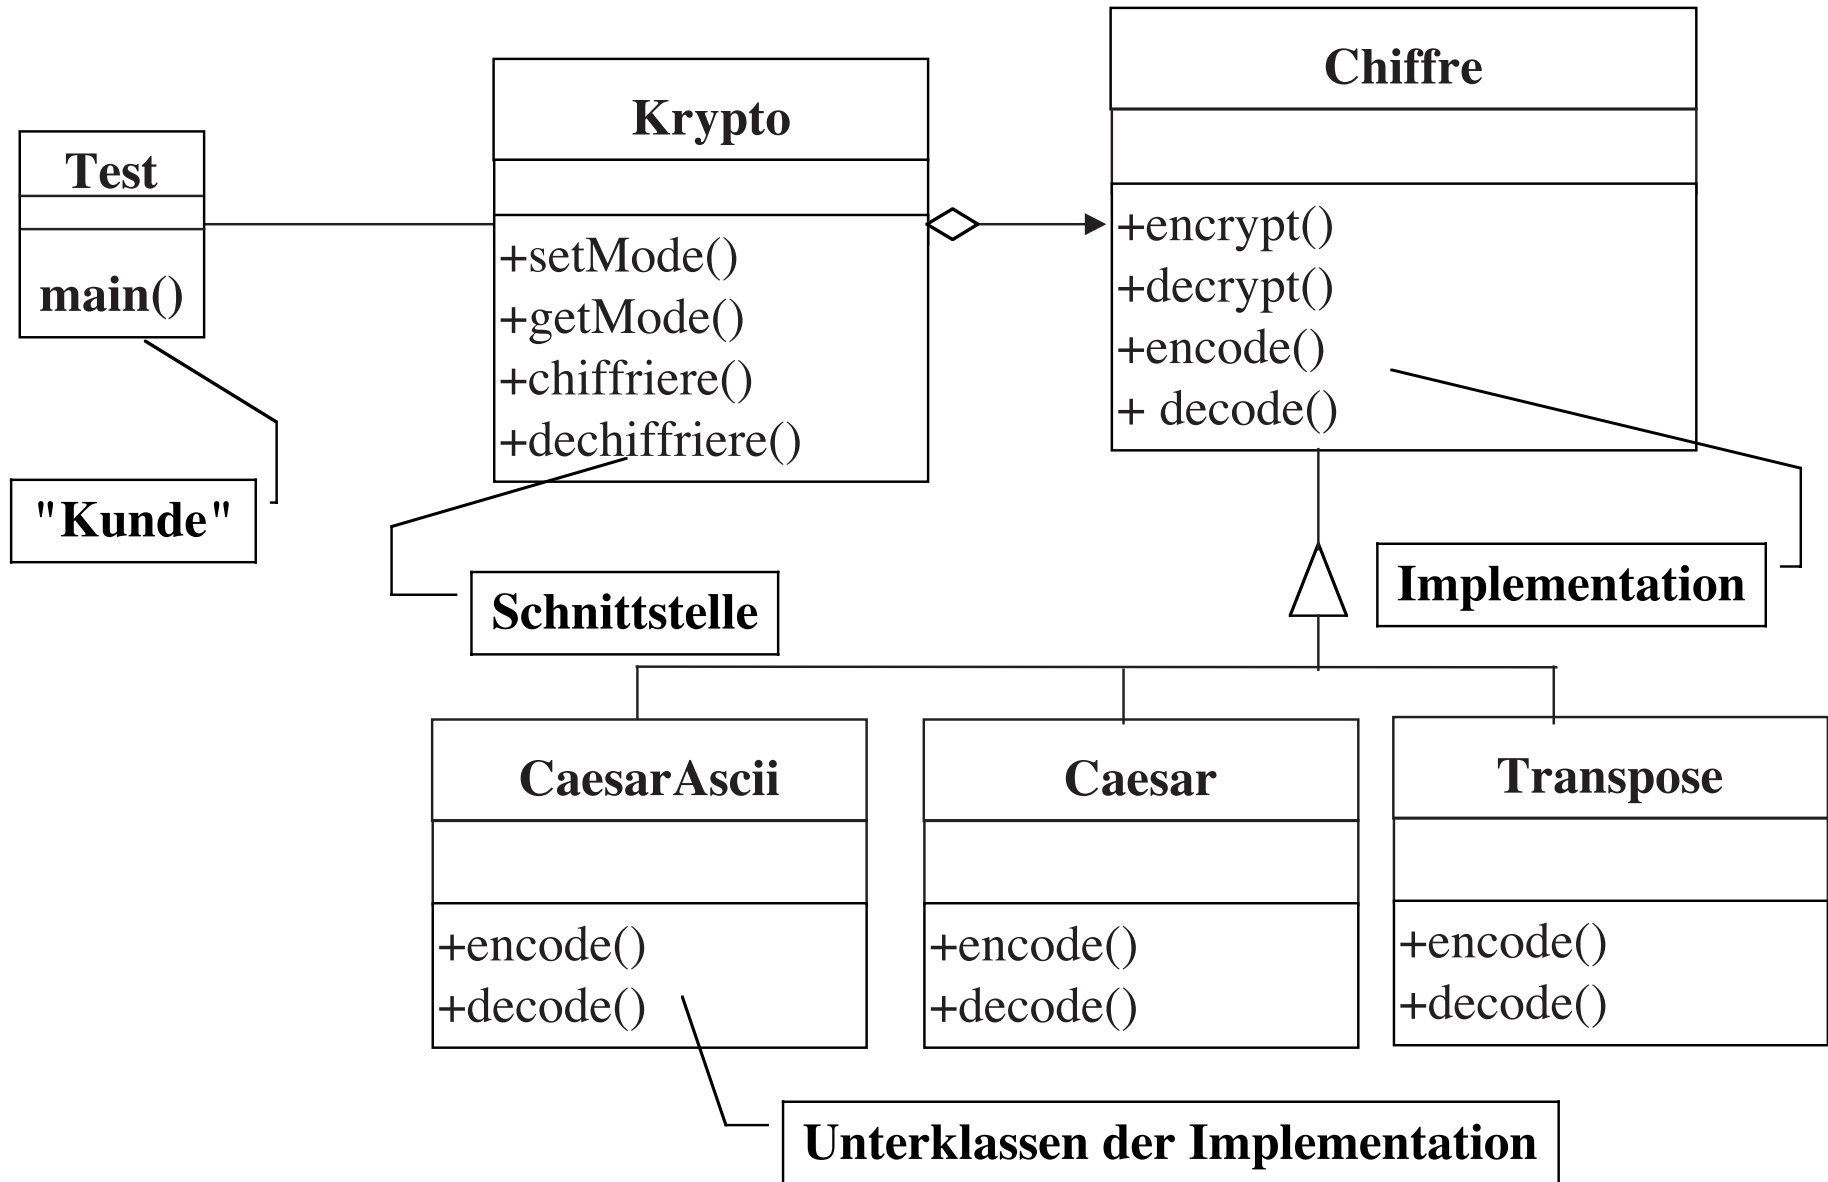 Test
main()
"Kunde"
Krypto
+setMode()
+getMode()
+chiffriere()
+dechiffriere()
Schnittstelle
Chiffre
+encrypt()
+decrypt()
+encode()
+ decode()
Implementation
CaesarAscii
+encode()
+decode()
Caesar
+encode()
+decode()
Transpose
+encode()
+decode()
Unterklassen der Implementation